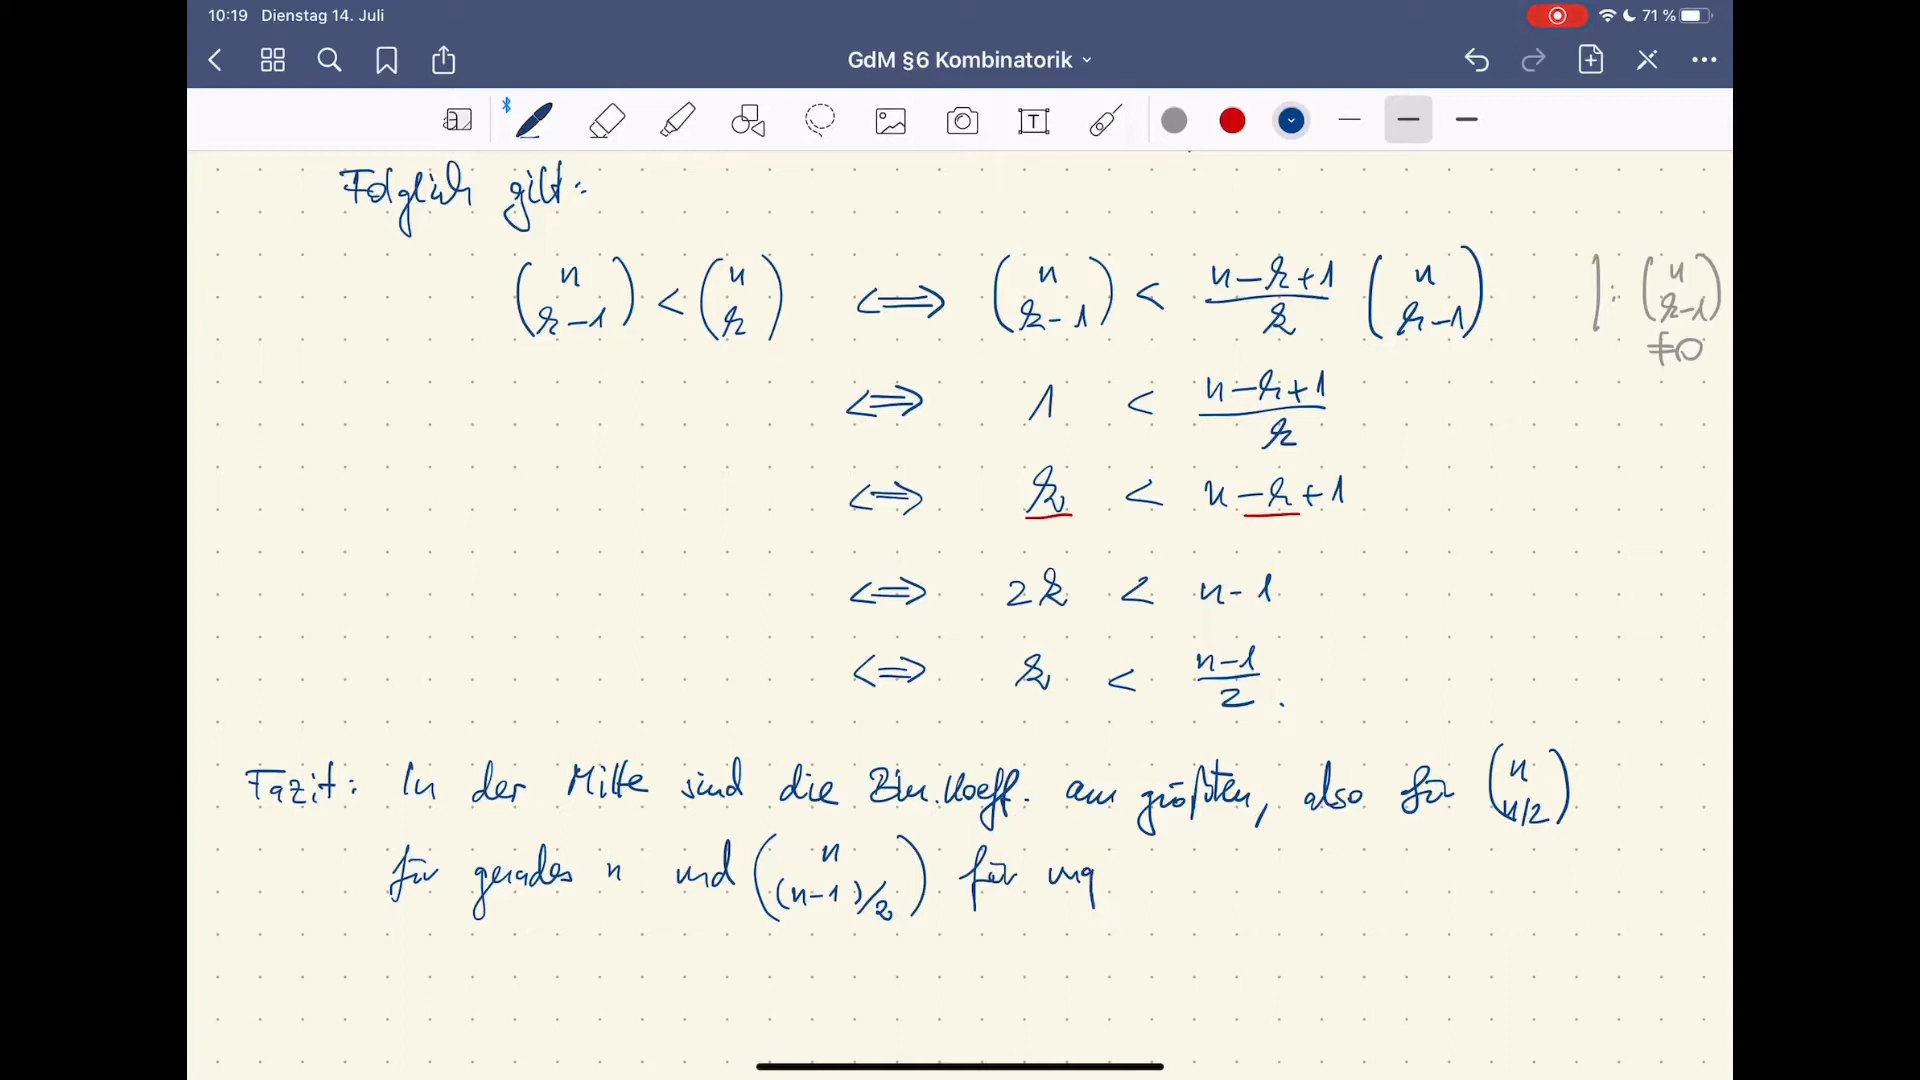 10:19 Dienstag 14. Juli 71 %
GdM §6 Kombinatorik
Folglich gilt:
(n über k-1) < (n über k) ⟺ (n über k-1) < (n-k+1)/k (n über k-1) | : (n über k-1) ≠0
⟺ 1 < (n-k+1)/k
⟺ k < n-k+1
⟺ 2k < n-1
⟺ k < (n-1)/2 .
Fazit: In der Mitte sind die Bin.Koeff. am größten, also für (n über n/2)
für gerades n und (n über (n-1)/2) für ung